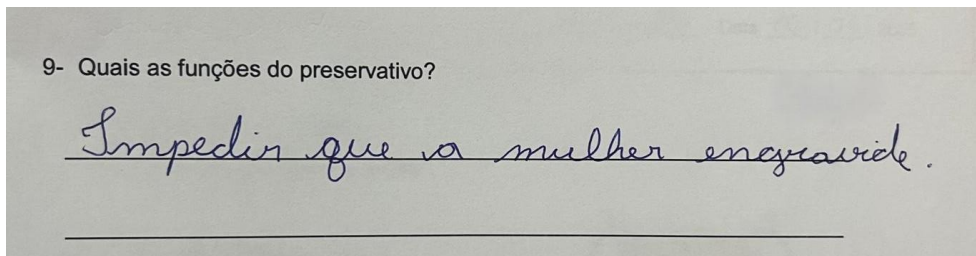 9- Quais as funções do preservativo?
Impedir que a mulher engravide.